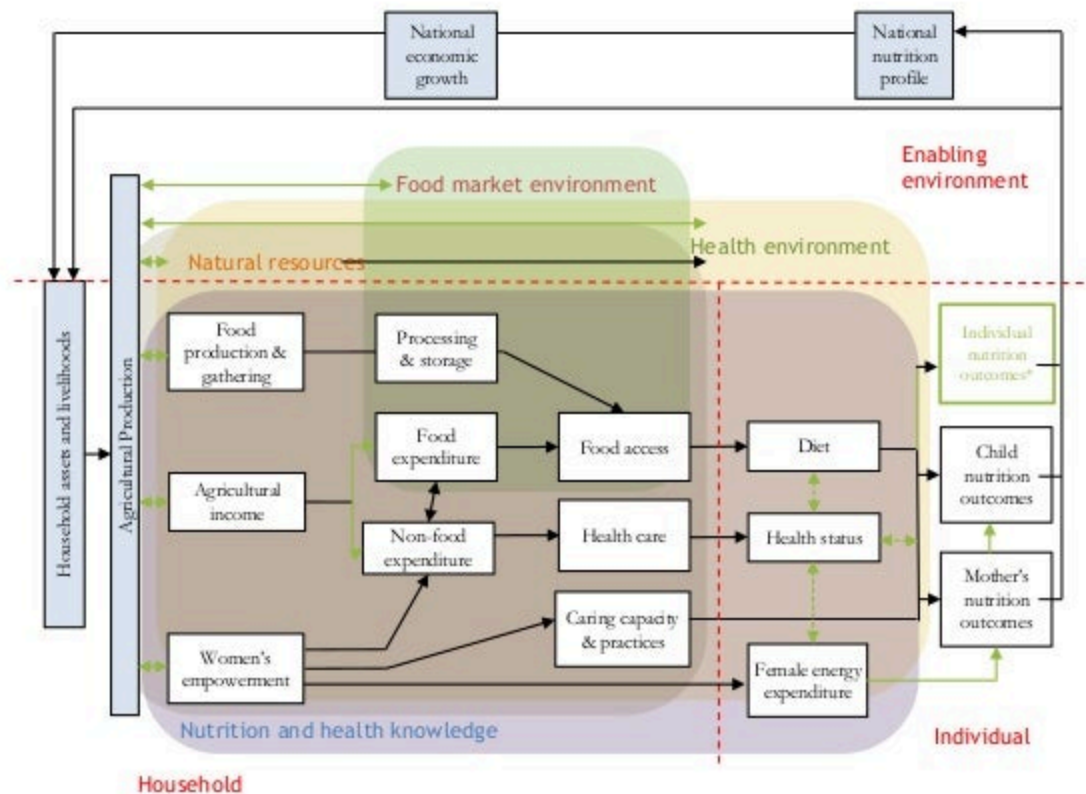 National
economic
growth
National
nutrition
profile
Enabling
environment
Food market environment
Health environment
Natural resources
Household assets and livelihoods
Agricultural Production
Food
production &
gathering
Processing
& storage
Individual
nutrition
outcomes*
Food
expenditure
Food access
Diet
Child
nutrition
outcomes
Agricultural
income
Non-food
expenditure
Health care
Health status
Mother's
nutrition
outcomes
Caring capacity
& practices
Women's
empowerment
Female energy
expenditure
Nutrition and health knowledge
Individual
Household